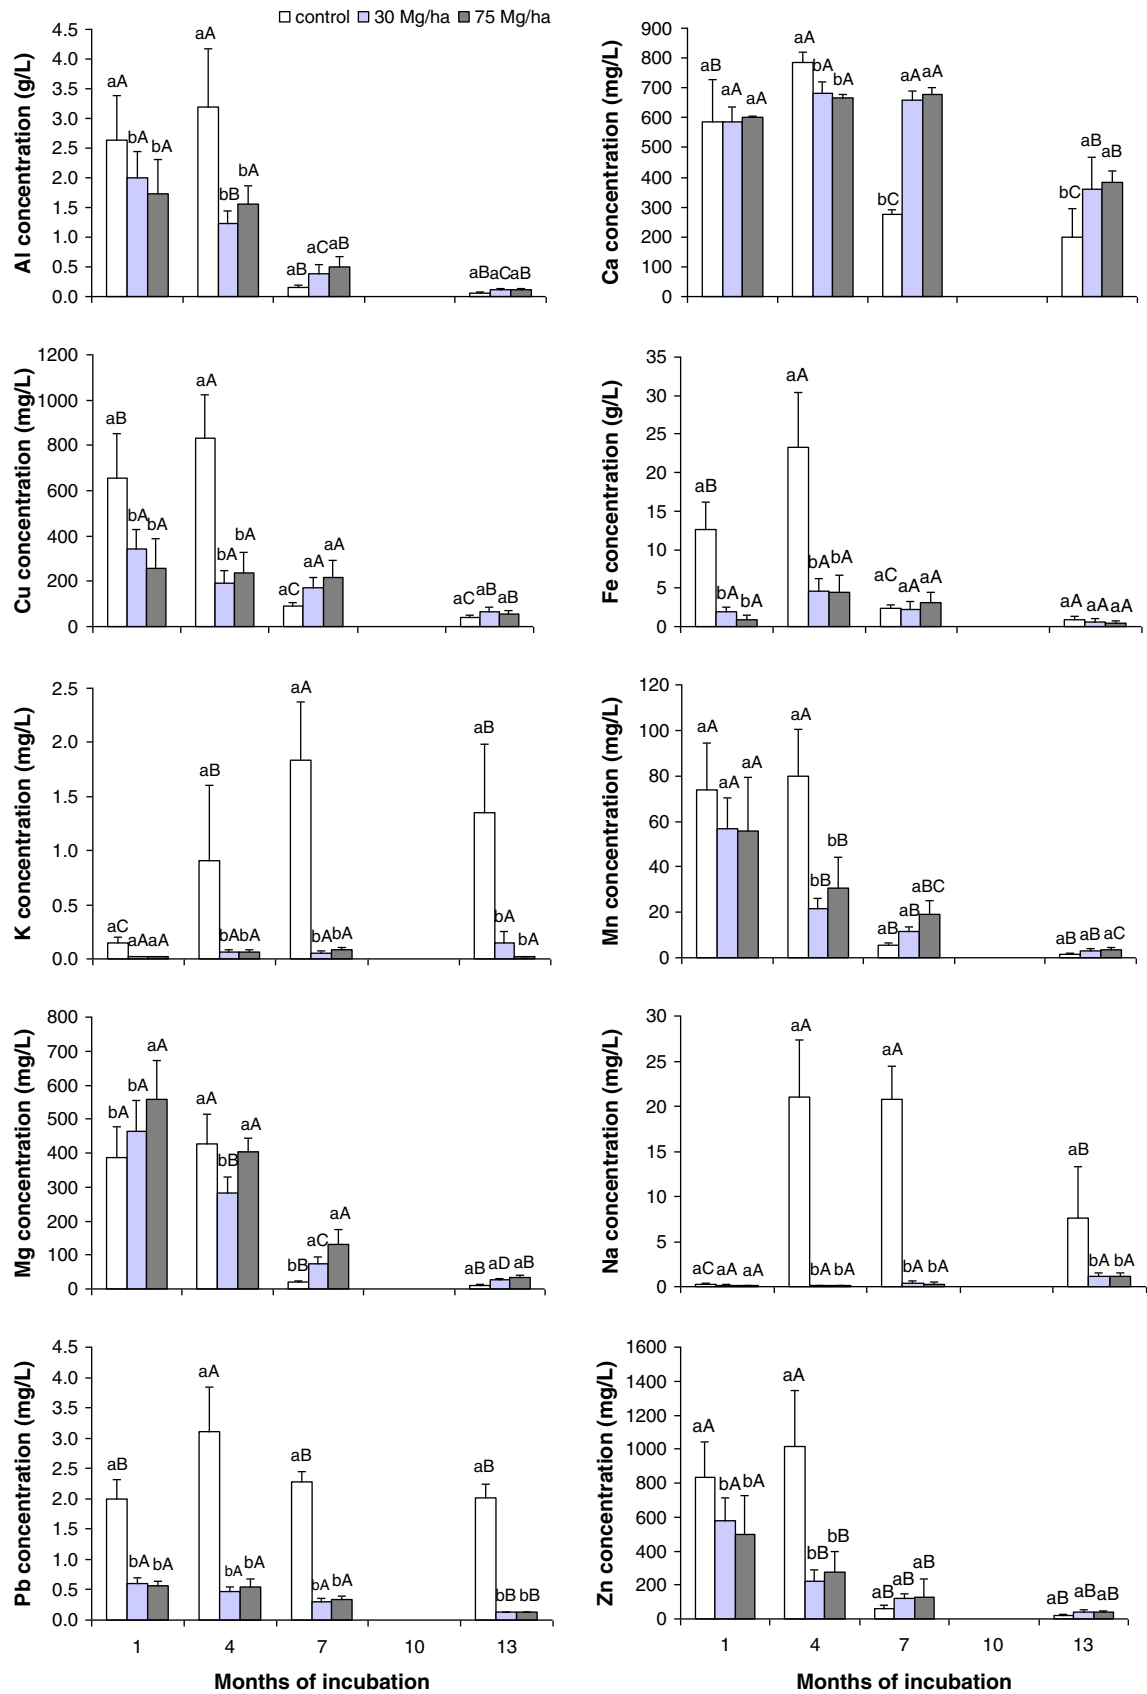 control 30 Mg/ha 75 Mg/ha
Al concentration (g/L)
4.5
4.0
3.5
3.0
2.5
2.0
1.5
1.0
0.5
0.0
aA bA bA
aA bB bA
aB aC aB
aB aC aB
Ca concentration (mg/L)
900
800
700
600
500
400
300
200
100
0
aB aA aA
aA bA bA
bC aA aA
bC aB aB
Cu concentration (mg/L)
1200
1000
800
600
400
200
0
aB bA bA
aA bA bA
aC aA aA
aC aB aB
Fe concentration (g/L)
35
30
25
20
15
10
5
0
aB bA bA
aA bA bA
aC aA aA
aA aA aA
K concentration (mg/L)
2.5
2.0
1.5
1.0
0.5
0.0
aC aA aA
aB bA bA
aA bA bA
aB bA bA
Mn concentration (mg/L)
120
100
80
60
40
20
0
aA aA aA
aA bB bB
aB aB aBC
aB aB aC
Mg concentration (mg/L)
800
700
600
500
400
300
200
100
0
bA bA aA
aA bB aA
bB aC aA
aB aD aB
Na concentration (mg/L)
30
25
20
15
10
5
0
aC aA aA
aA bA bA
aA bA bA
aB bA bA
Pb concentration (mg/L)
4.5
4.0
3.5
3.0
2.5
2.0
1.5
1.0
0.5
0.0
aB bA bA
aA bA bA
aB bA bA
aB bB bB
1 4 7 10 13
Months of incubation
Zn concentration (mg/L)
1600
1400
1200
1000
800
600
400
200
0
aA bA bA
aA bB bB
aB aB aB
aB aB aB
1 4 7 10 13
Months of incubation